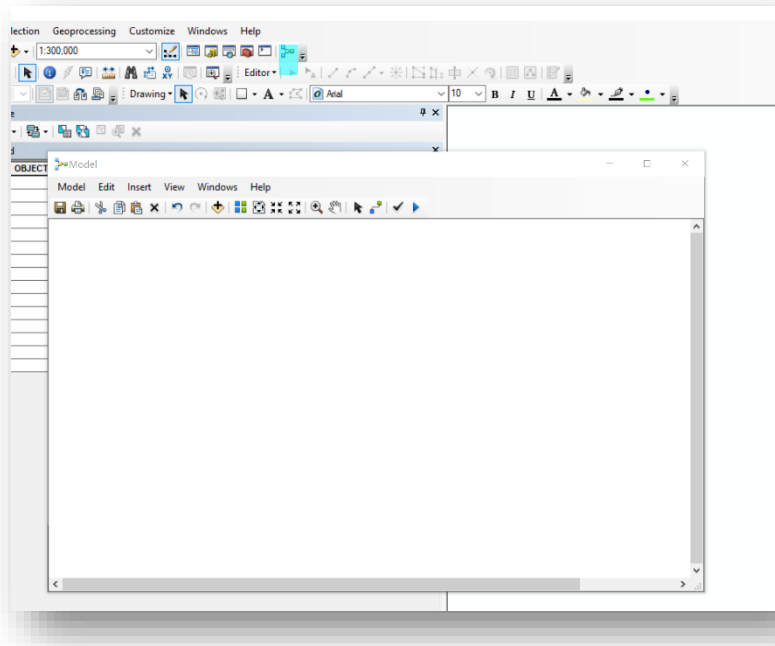 lection Geoprocessing Customize Windows Help
1:300,000
Editor
Drawing A Arial 10 B I U A
e
d
OBJECT
Model
Model Edit Insert View Windows Help